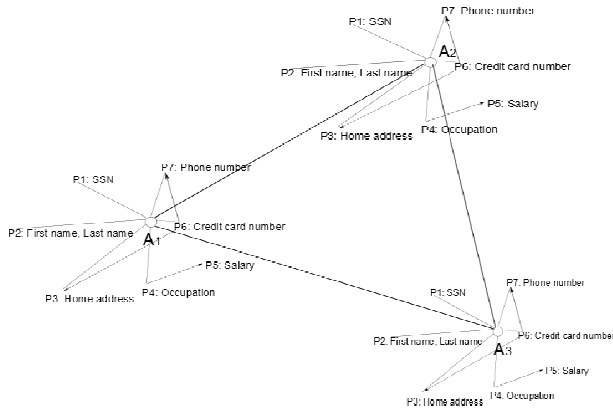 P7: Phone number
P1: SSN
A2
P2: First name, Last name
P6: Credit card number
P5: Salary
P3: Home address
P4: Occupation
P7: Phone number
P1: SSN
P2: First name, Last name
P6: Credit card number
A1
P5: Salary
P3: Home address
P4: Occupation
P7: Phone number
P1: SSN
P2: First name, Last name
P6: Credit card number
A3
P5: Salary
P3: Home address
P4: Occupation